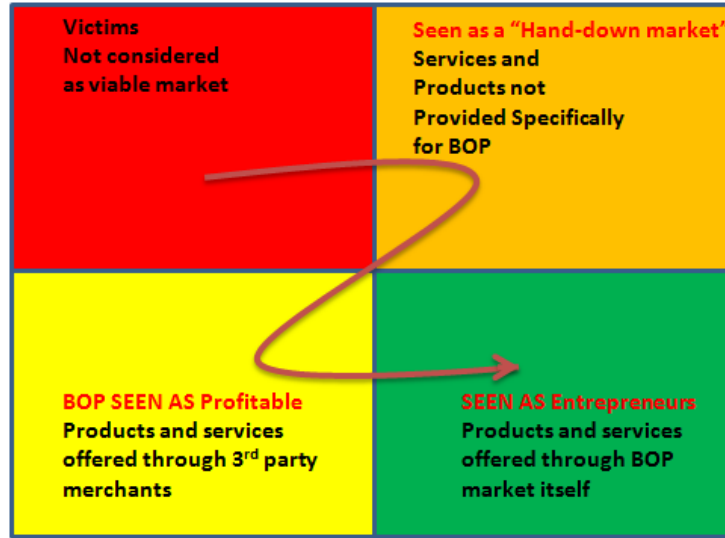 Victims
Not considered
as viable market
Seen as a “Hand-down market”
Services and
Products not
Provided Specifically
for BOP
BOP SEEN AS Profitable
Products and services
offered through 3rd party
merchants
SEEN AS Entrepreneurs
Products and services
offered through BOP
market itself